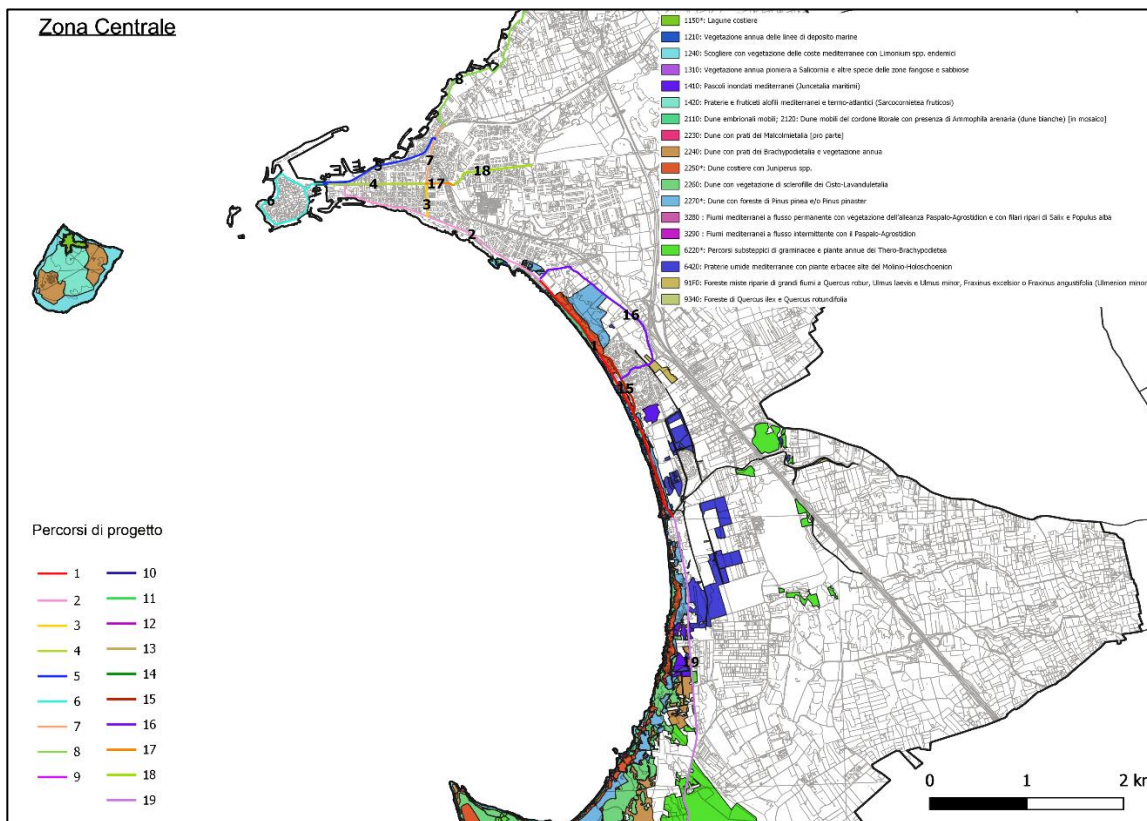 Zona Centrale
1150*: Lagune costiere
1210: Vegetazione annua delle linee di deposito marine
1240: Scogliere con vegetazione delle coste mediterranee con Limonium spp. endemici
1310: Vegetazione annua pioniera a Salicornia e altre specie delle zone fangose e sabbiose
1410: Pascoli inondati mediterranei (Juncetalia maritimi)
1420: Praterie e fruticeti alofili mediterranei e termo-atlantici (Sarcocornietea fruticosi)
2110: Dune embrionali mobili; 2120: Dune mobili del cordone litorale con presenza di Ammophila arenaria (dune bianche) [in mosaico]
2230: Dune con prati dei Malcolmietalia [pro parte]
2240: Dune con prati dei Brachypodietalia e vegetazione annua
2250*: Dune costiere con Juniperus spp.
2260: Dune con vegetazione di sclerofille dei Cisto-Lavanduletalia
2270*: Dune con foreste di Pinus pinea e/o Pinus pinaster
3280: Fiumi mediterranei a flusso permanente con vegetazione dell'alleanza Paspalo-Agrostidion e con filari ripari di Salix e Populus alba
3290 : Fiumi mediterranei a flusso intermittente con il Paspalo-Agrostidion
6220*: Percorsi substeppici di graminacee e piante annue dei Thero-Brachypodietea
6420: Praterie umide mediterranee con piante erbacee alte del Molinio-Holoschoenion
91F0: Foreste miste riparie di grandi fiumi a Quercus robur, Ulmus laevis e Ulmus minor, Fraxinus excelsior o Fraxinus angustifolia (Ulmenion minor
9340: Foreste di Quercus ilex e Quercus rotundifolia
8
7
5
18
4
17
6
3
2
16
1
15
19
Percorsi di progetto
1 10
2 11
3 12
4 13
5 14
6 15
7 16
8 17
9 18
19
0 1 2 km